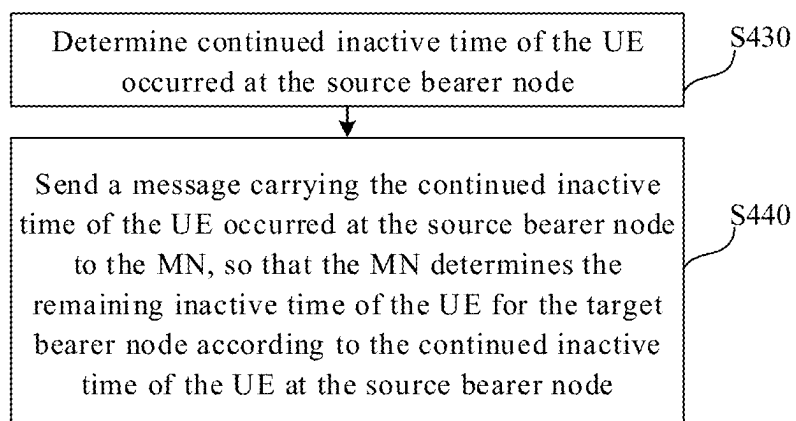 Determine continued inactive time of the UE
occurred at the source bearer node
S430
Send a message carrying the continued inactive
time of the UE occurred at the source bearer node
to the MN, so that the MN determines the
remaining inactive time of the UE for the target
bearer node according to the continued inactive
time of the UE at the source bearer node
S440